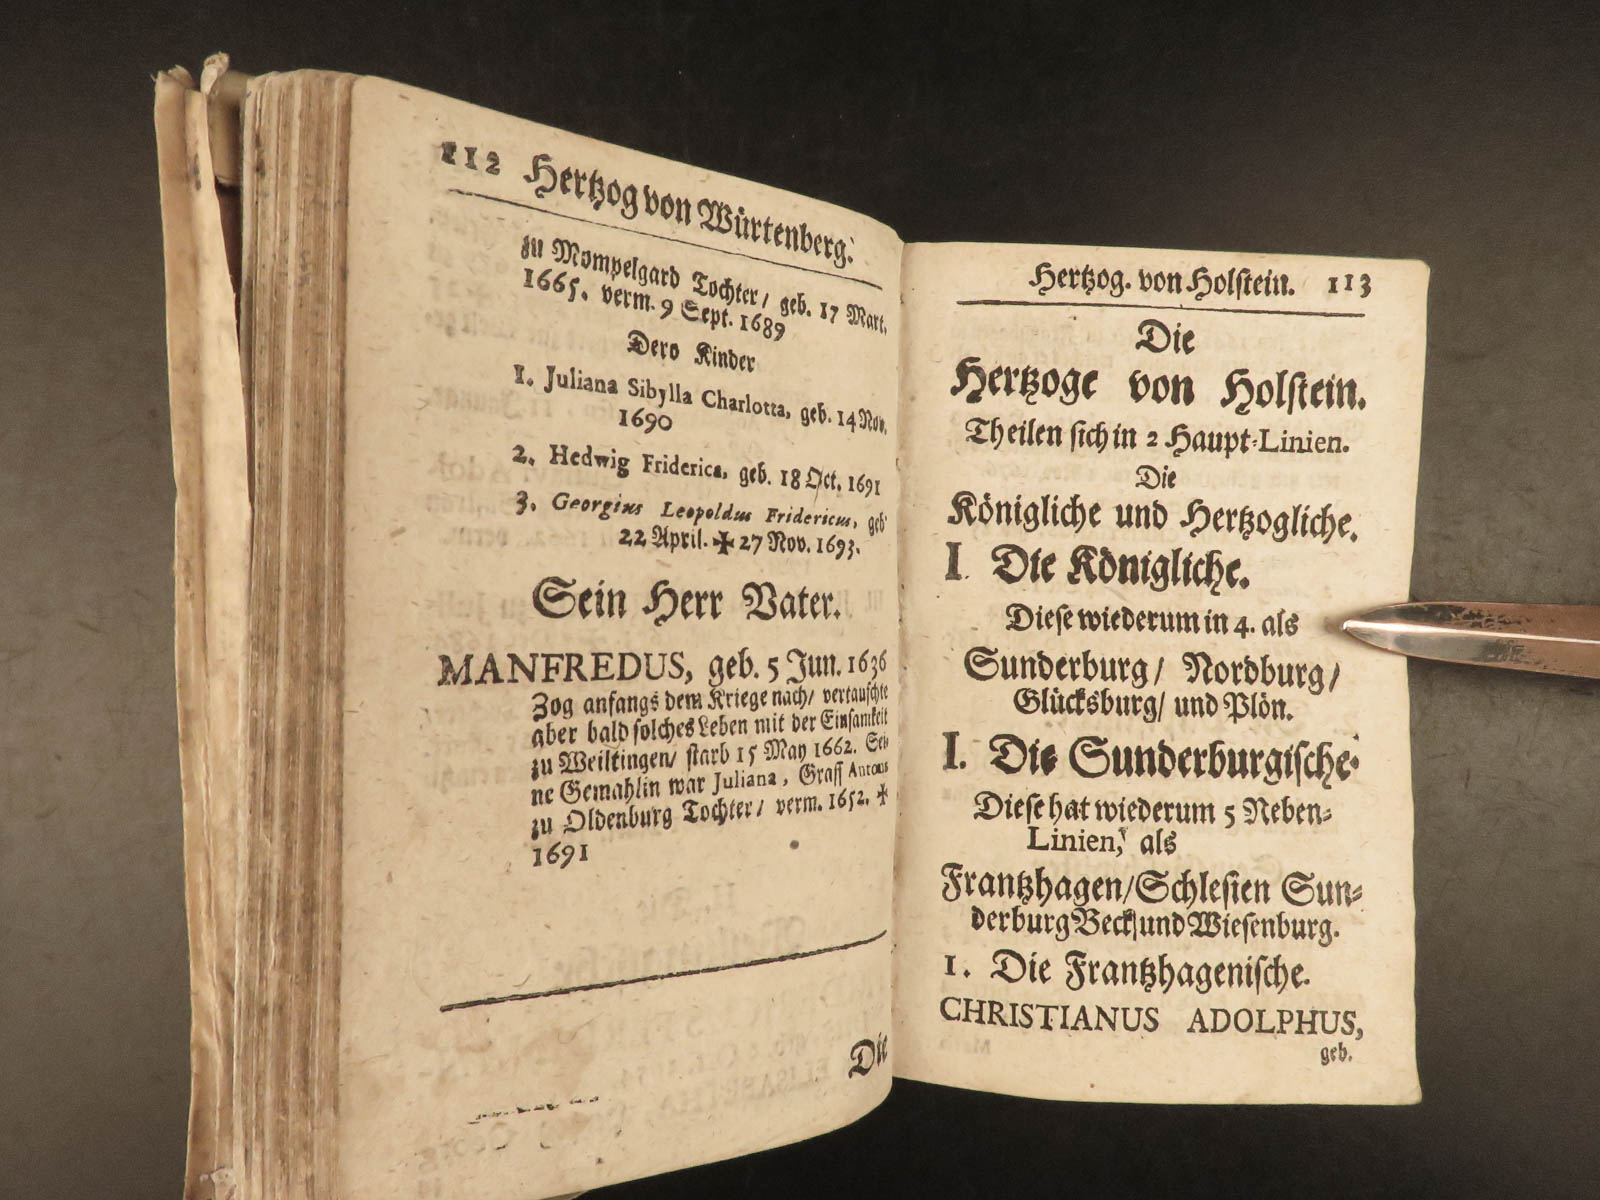 112 Hertzog von Würtenberg.
zu Mompelgard Tochter / geb. 17 Mart.
1665. verm. 9 Sept. 1689
Dero Kinder
1. Juliana Sibylla Charlotta, geb. 14 Nov.
1690
2. Hedwig Friderica, geb. 18 Oct. 1691
3. Georgius Leopoldus Fridericus, geb
22 April. ✠ 27 Nov. 1693.
Sein Herr Vater.
MANFREDUS, geb. 5 Jun. 1636
Zog anfangs dem Kriege nach / vertauschte
aber bald solches Leben mit der Einsamkeit
zu Weiltingen / starb 15 May 1662. Sei-
ne Gemahlin war Juliana, Graff Antons
zu Oldenburg Tochter / verm. 1652. ✠
1691
Die
Hertzog. von Holstein. 113
Die
Hertzoge von Holstein.
Theilen sich in 2 Haupt-Linien.
Die
Königliche und Hertzogliche.
I Die Königliche.
Diese wiederum in 4. als
Sunderburg / Nordburg /
Glücksburg / und Plön.
I. Die Sunderburgische.
Diese hat wiederum 5 Neben-
Linien, als
Frantzhagen / Schlesien Sun-
derburg Beck / und Wiesenburg.
1. Die Frantzhagenische.
CHRISTIANUS ADOLPHUS,
geb.